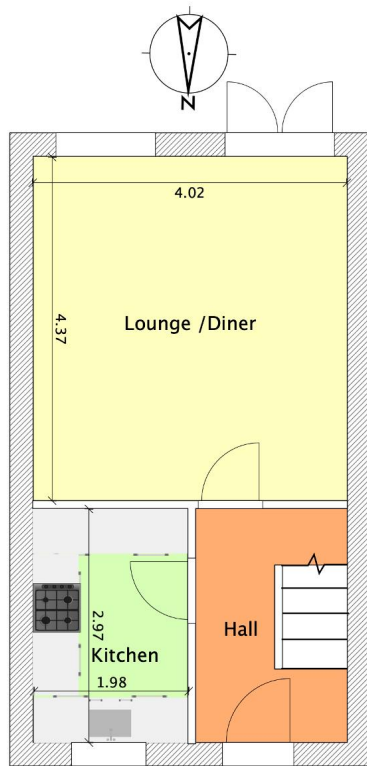 N
4.02
Lounge /Diner
4.37
Hall
2.97
Kitchen
1.98